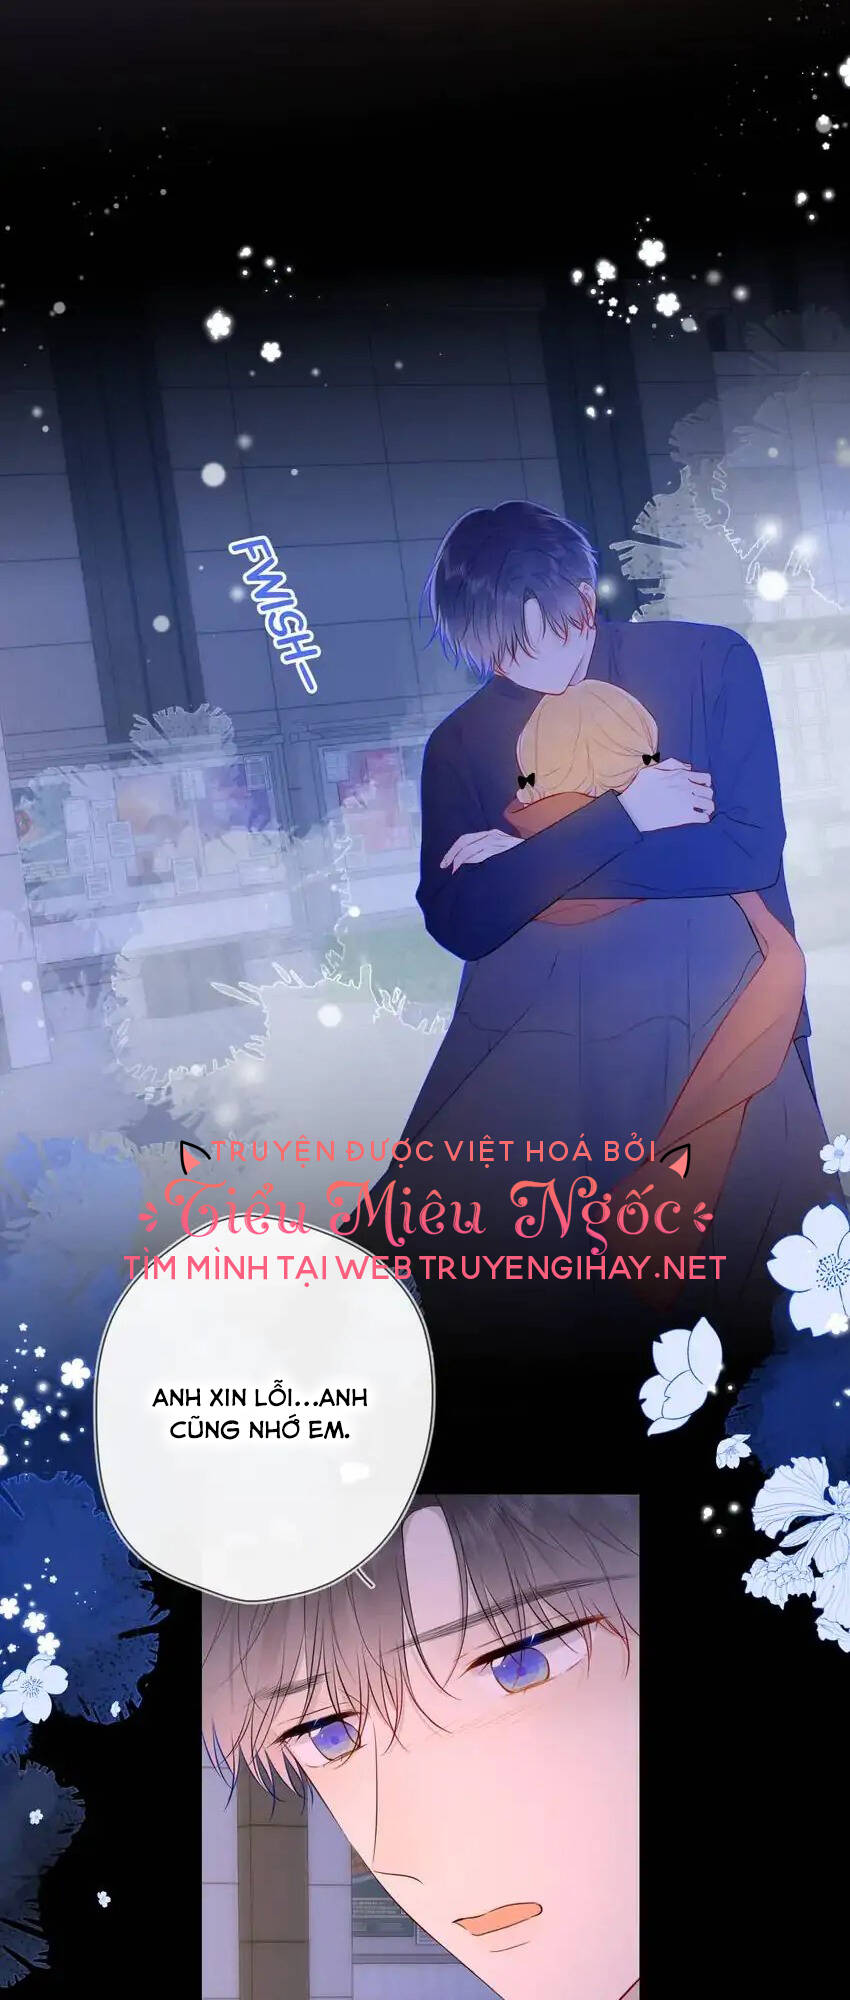 FWISH–
TRUYỆN ĐƯỢC VIỆT HOÁ BỞI
Tiểu Miêu Ngốc
TÌM MÌNH TẠI WEB TRUYENGIHAY.NET
ANH XIN LỖI...ANH
CŨNG NHỚ EM.